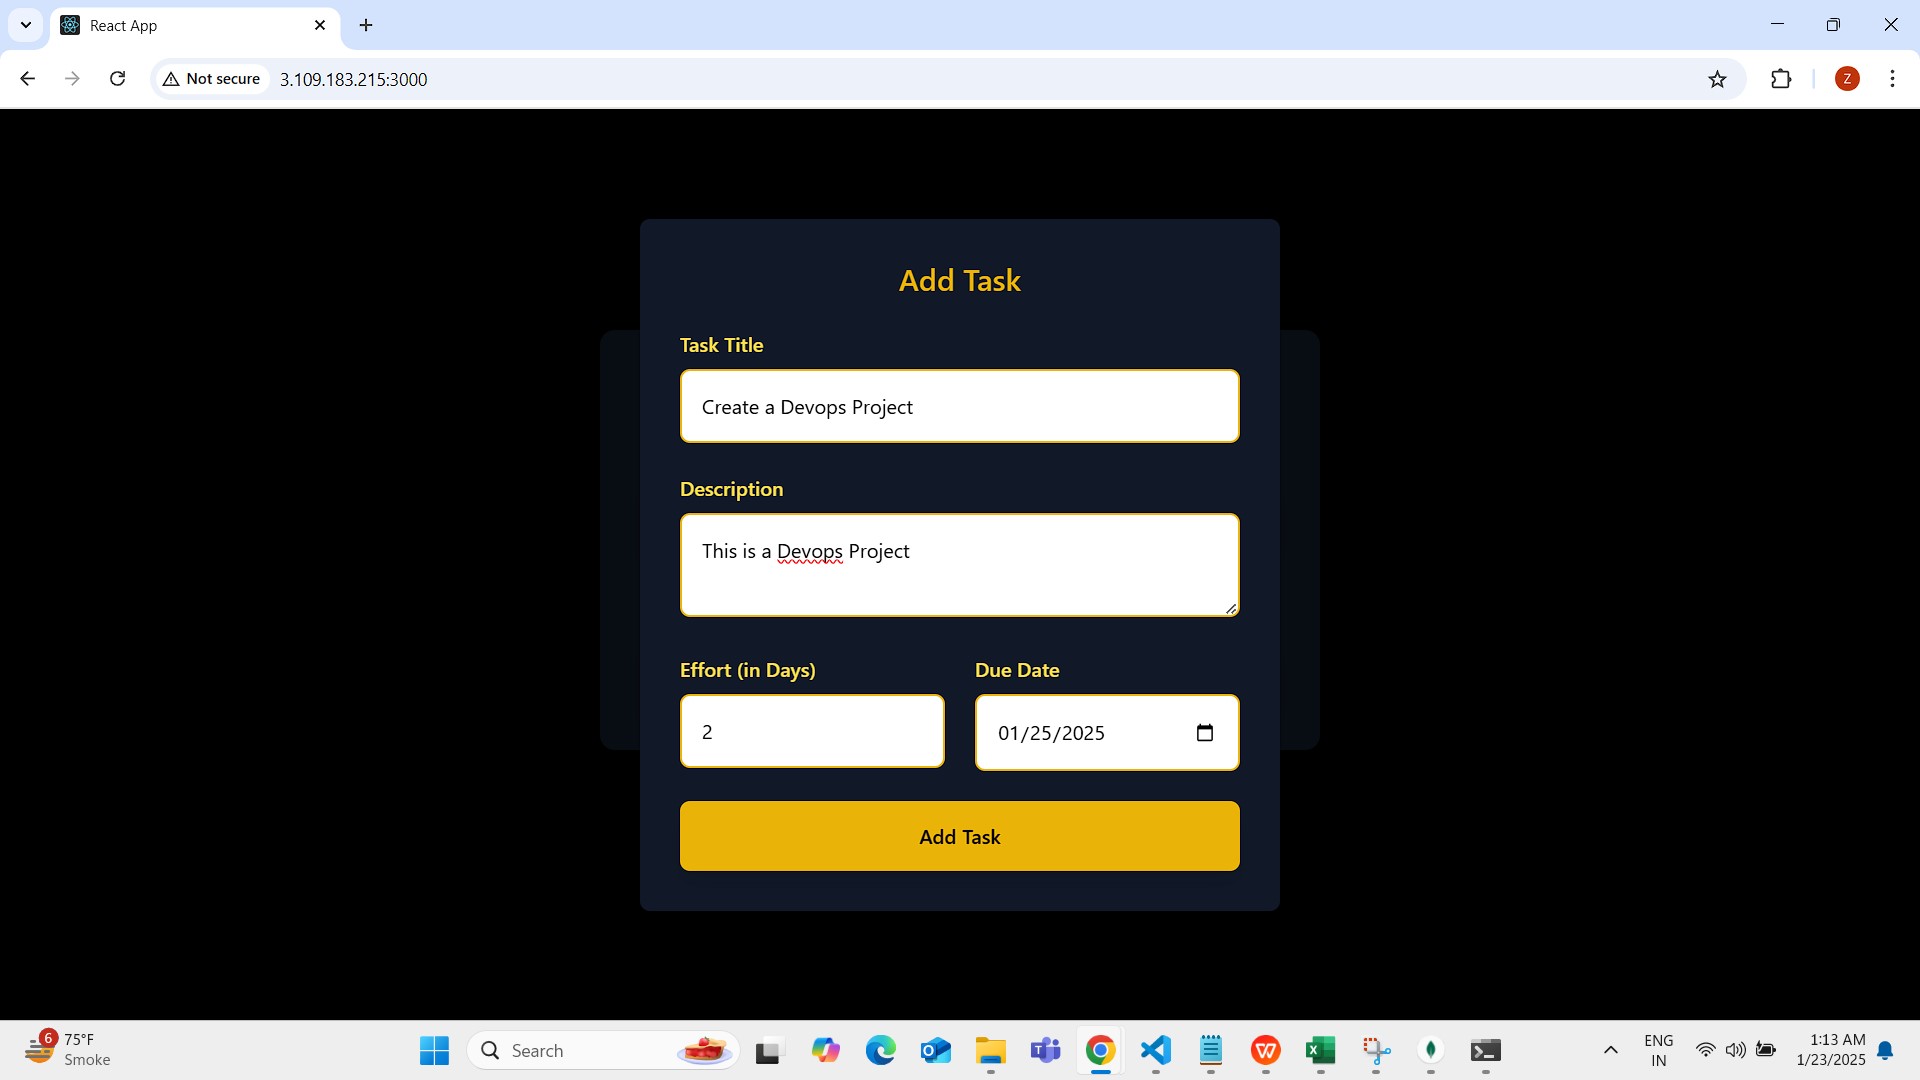 React App
Not secure
3.109.183.215:3000
Z
Add Task
Task Title
Create a Devops Project
Description
This is a Devops Project
Effort (in Days)
Due Date
2
01/25/2025
Add Task
6
75°F
Smoke
Search
ENG
IN
1:13 AM
1/23/2025